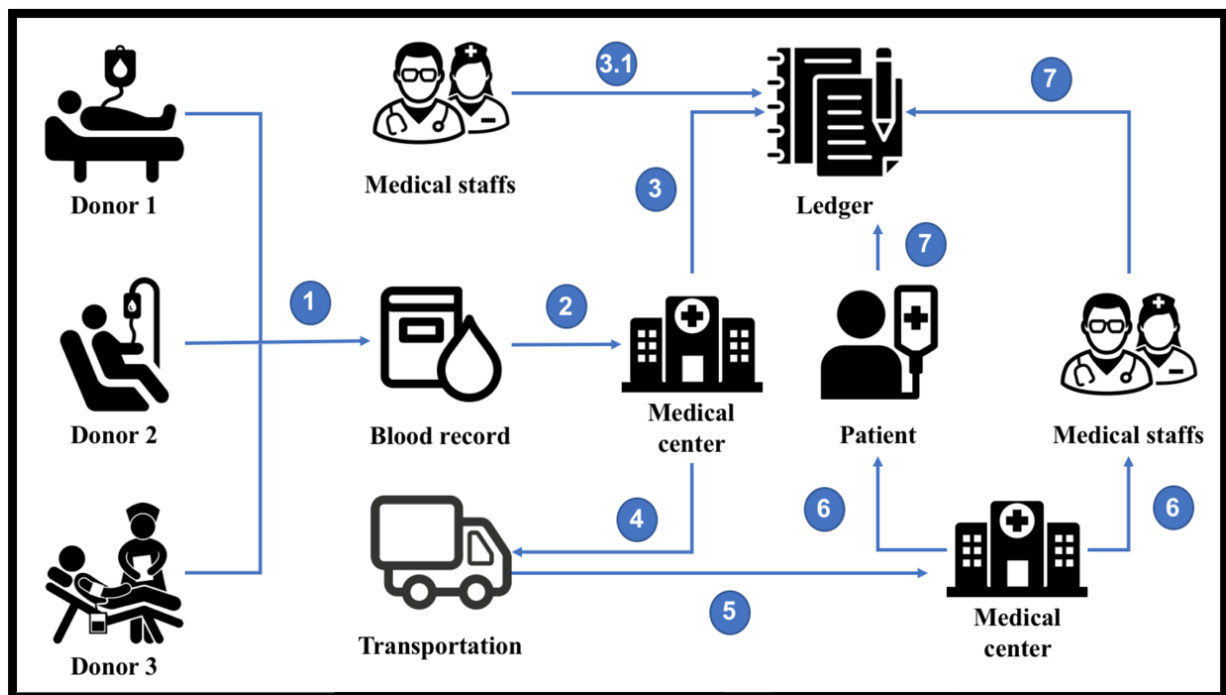 3.1
7
Donor 1
Medical staffs
3
Ledger
7
1
2
Donor 2
Blood record
Medical
center
Patient
Medical staffs
4
6
6
5
Donor 3
Transportation
Medical
center